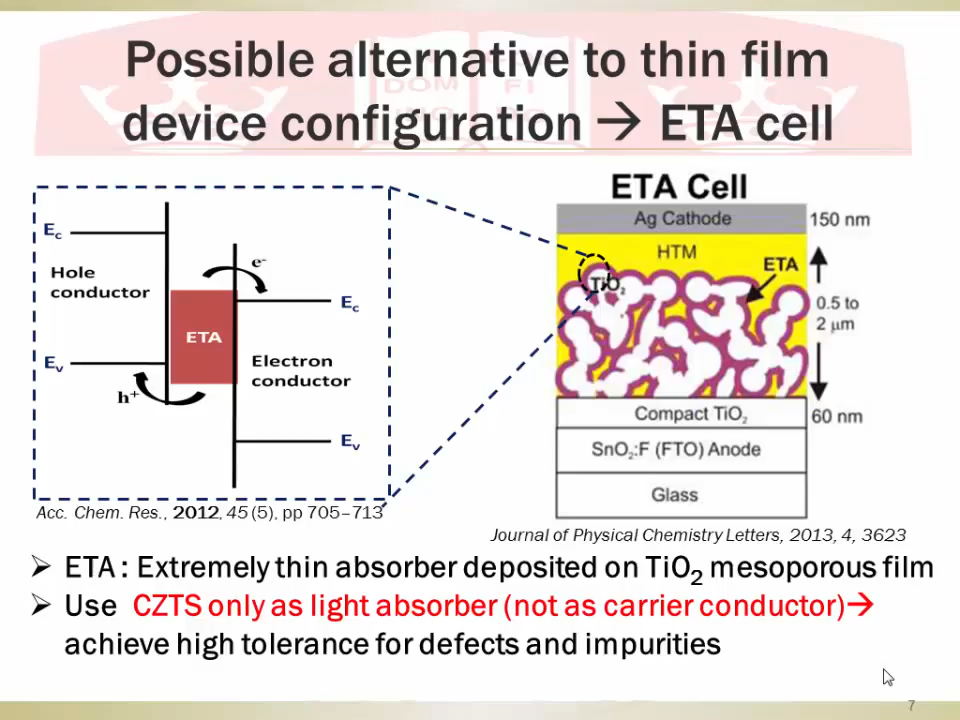 Possible alternative to thin film
device configuration → ETA cell
DOM FI
Ec
Hole
conductor
Ev
h+
ETA
e-
Ec
Electron
conductor
Ev
Acc. Chem. Res., 2012, 45 (5), pp 705–713
ETA Cell
Ag Cathode
150 nm
HTM
ETA
TiO2
0.5 to
2 μm
Compact TiO2
60 nm
SnO2:F (FTO) Anode
Glass
Journal of Physical Chemistry Letters, 2013, 4, 3623
➢ ETA : Extremely thin absorber deposited on TiO2 mesoporous film
➢ Use CZTS only as light absorber (not as carrier conductor)→
achieve high tolerance for defects and impurities
7